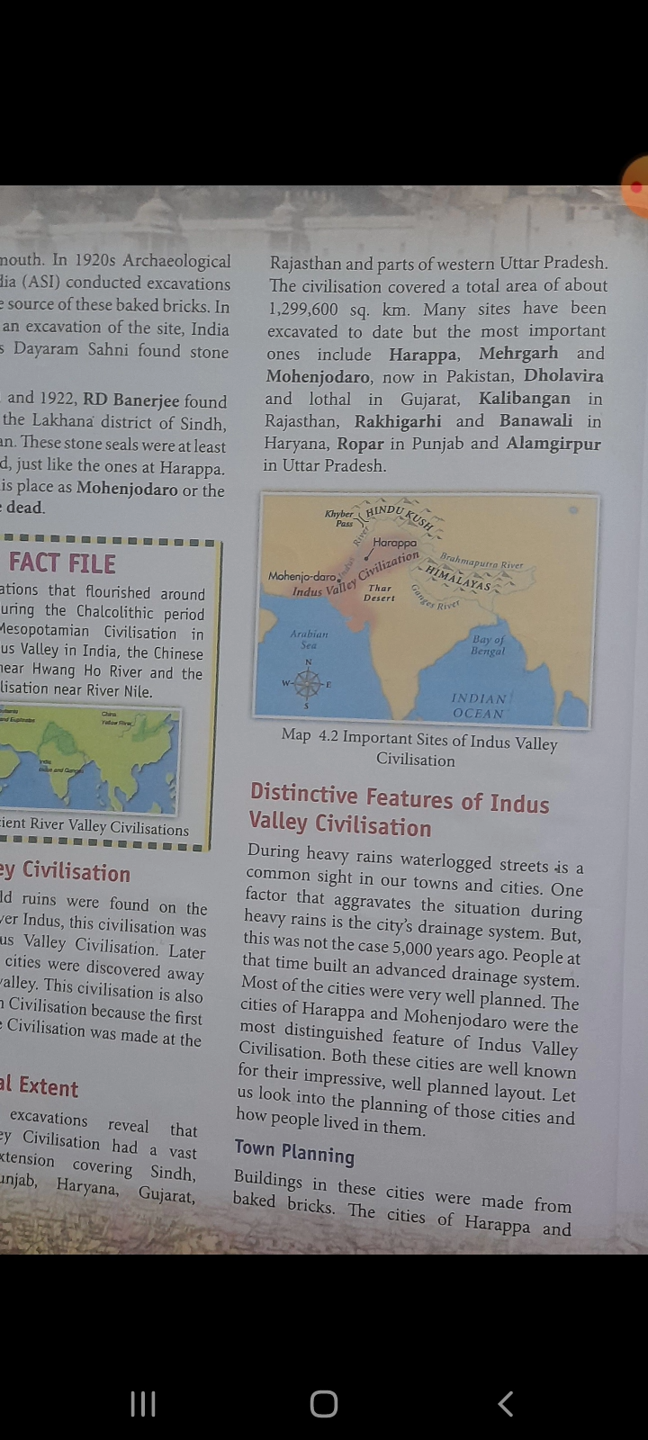 mouth. In 1920s Archaeological
dia (ASI) conducted excavations
e source of these baked bricks. In
an excavation of the site, India
s Dayaram Sahni found stone
and 1922, RD Banerjee found
the Lakhana district of Sindh,
an. These stone seals were at least
d, just like the ones at Harappa.
is place as Mohenjodaro or the
dead.
FACT FILE
ations that flourished around
uring the Chalcolithic period
Mesopotamian Civilisation in
us Valley in India, the Chinese
near Hwang Ho River and the
lisation near River Nile.
China
Yellow River
and Euphrates
India
Indus and Ganges
cient River Valley Civilisations
ey Civilisation
ld ruins were found on the
ver Indus, this civilisation was
us Valley Civilisation. Later
cities were discovered away
valley. This civilisation is also
n Civilisation because the first
e Civilisation was made at the
al Extent
excavations reveal that
ey Civilisation had a vast
xtension covering Sindh,
unjab, Haryana, Gujarat,
Rajasthan and parts of western Uttar Pradesh.
The civilisation covered a total area of about
1,299,600 sq. km. Many sites have been
excavated to date but the most important
ones include Harappa, Mehrgarh and
Mohenjodaro, now in Pakistan, Dholavira
and lothal in Gujarat, Kalibangan in
Rajasthan, Rakhigarhi and Banawali in
Haryana, Ropar in Punjab and Alamgirpur
in Uttar Pradesh.
Khyber
Pass
HINDU KUSH
Harappa
Indus River
Brahmaputra River
Mohenjo-daro
Indus Valley Civilization
HIMALAYAS
Thar
Desert
Ganges River
Arabian
Sea
Bay of
Bengal
N
W
E
S
INDIAN
OCEAN
Map 4.2 Important Sites of Indus Valley
Civilisation
Distinctive Features of Indus
Valley Civilisation
During heavy rains waterlogged streets is a
common sight in our towns and cities. One
factor that aggravates the situation during
heavy rains is the city's drainage system. But,
this was not the case 5,000 years ago. People at
that time built an advanced drainage system.
Most of the cities were very well planned. The
cities of Harappa and Mohenjodaro were the
most distinguished feature of Indus Valley
Civilisation. Both these cities are well known
for their impressive, well planned layout. Let
us look into the planning of those cities and
how people lived in them.
Town Planning
Buildings in these cities were made from
baked bricks. The cities of Harappa and